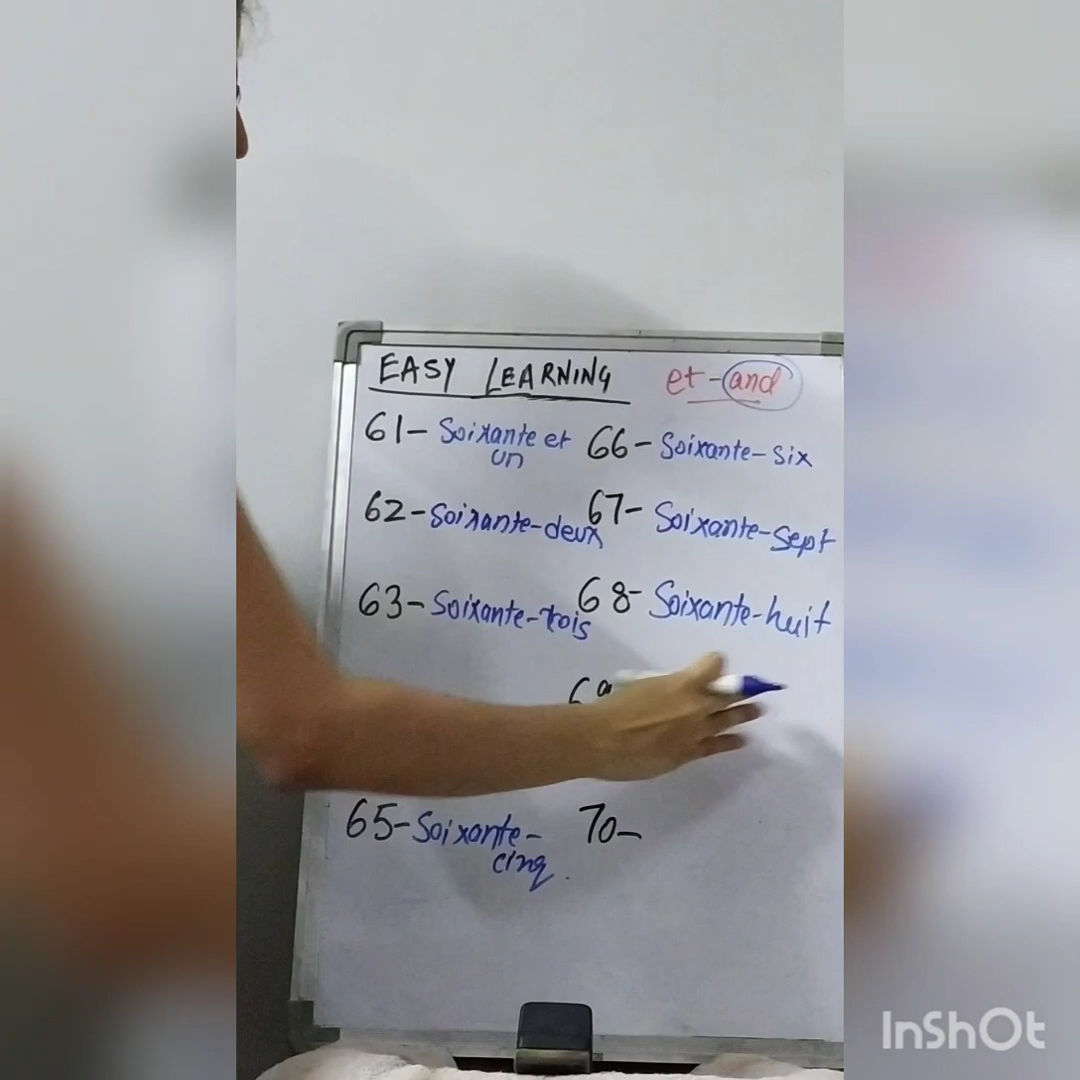 EASY LEARNING et-and
61- Soixante et
un
62-Soixante-deux
63-Soixante-trois
65-Soixante-
cinq.
66-Soixante-six
67- Soixante-sept
68- Soixante-huit
69
70-
InShOt